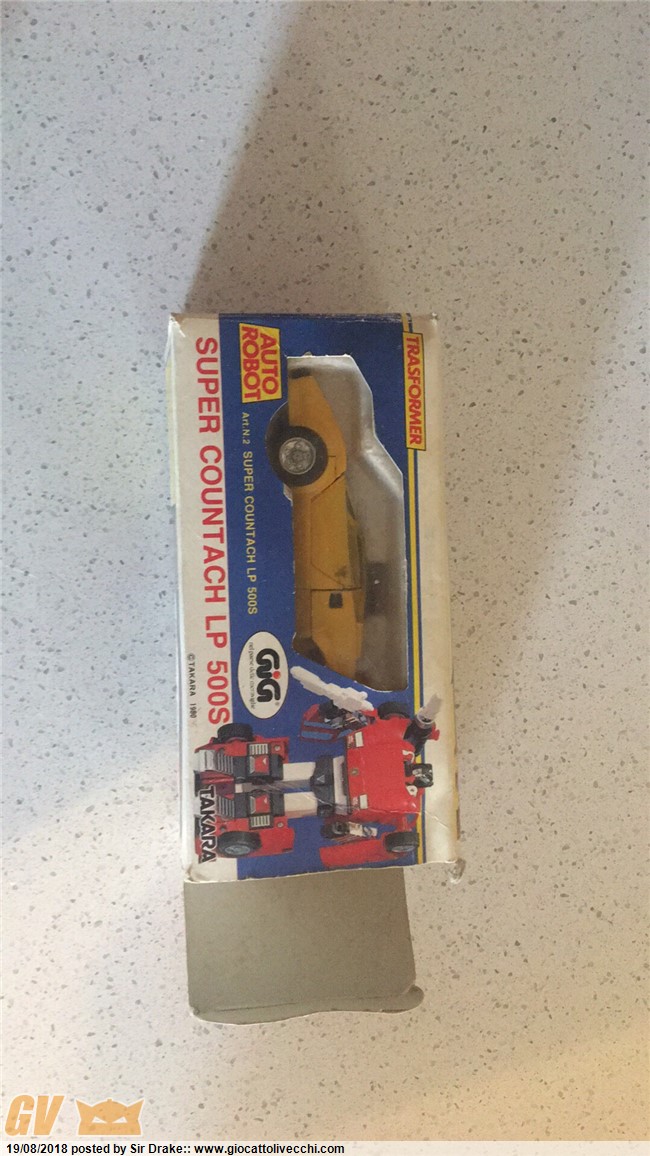 TRASFORMER
AUTO
ROBOT
Art.N.2 SUPER COUNTACH LP 500S
GiG
SUPER COUNTACH LP 500S
© TAKARA 1980
TAKARA
GV
19/08/2018 posted by Sir Drake:: www.giocattolivecchi.com